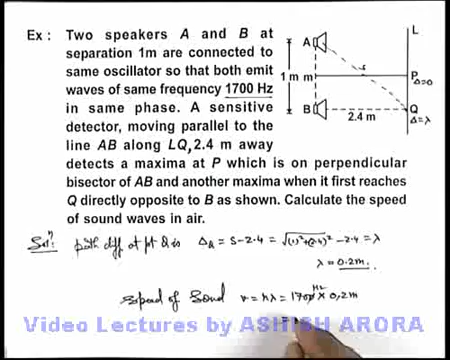 Ex : Two speakers A and B at
separation 1m are connected to
same oscillator so that both emit
waves of same frequency 1700 Hz
in same phase. A sensitive
detector, moving parallel to the
line AB along LQ, 2.4 m away
detects a maxima at P which is on perpendicular
bisector of AB and another maxima when it first reaches
Q directly opposite to B as shown. Calculate the speed
of sound waves in air.
L
A
1 m
m
P
Δ=0
B
2.4 m
Q
Δ=λ
Solⁿ path diff at pt Q is Δ_Q = S - 2.4 = √(1)²+(2.4)² - 2.4 = λ
λ = 0.2m.
Speed of Sound v = nλ = 1700 Hz × 0.2m
Video Lectures by ASHISH ARORA